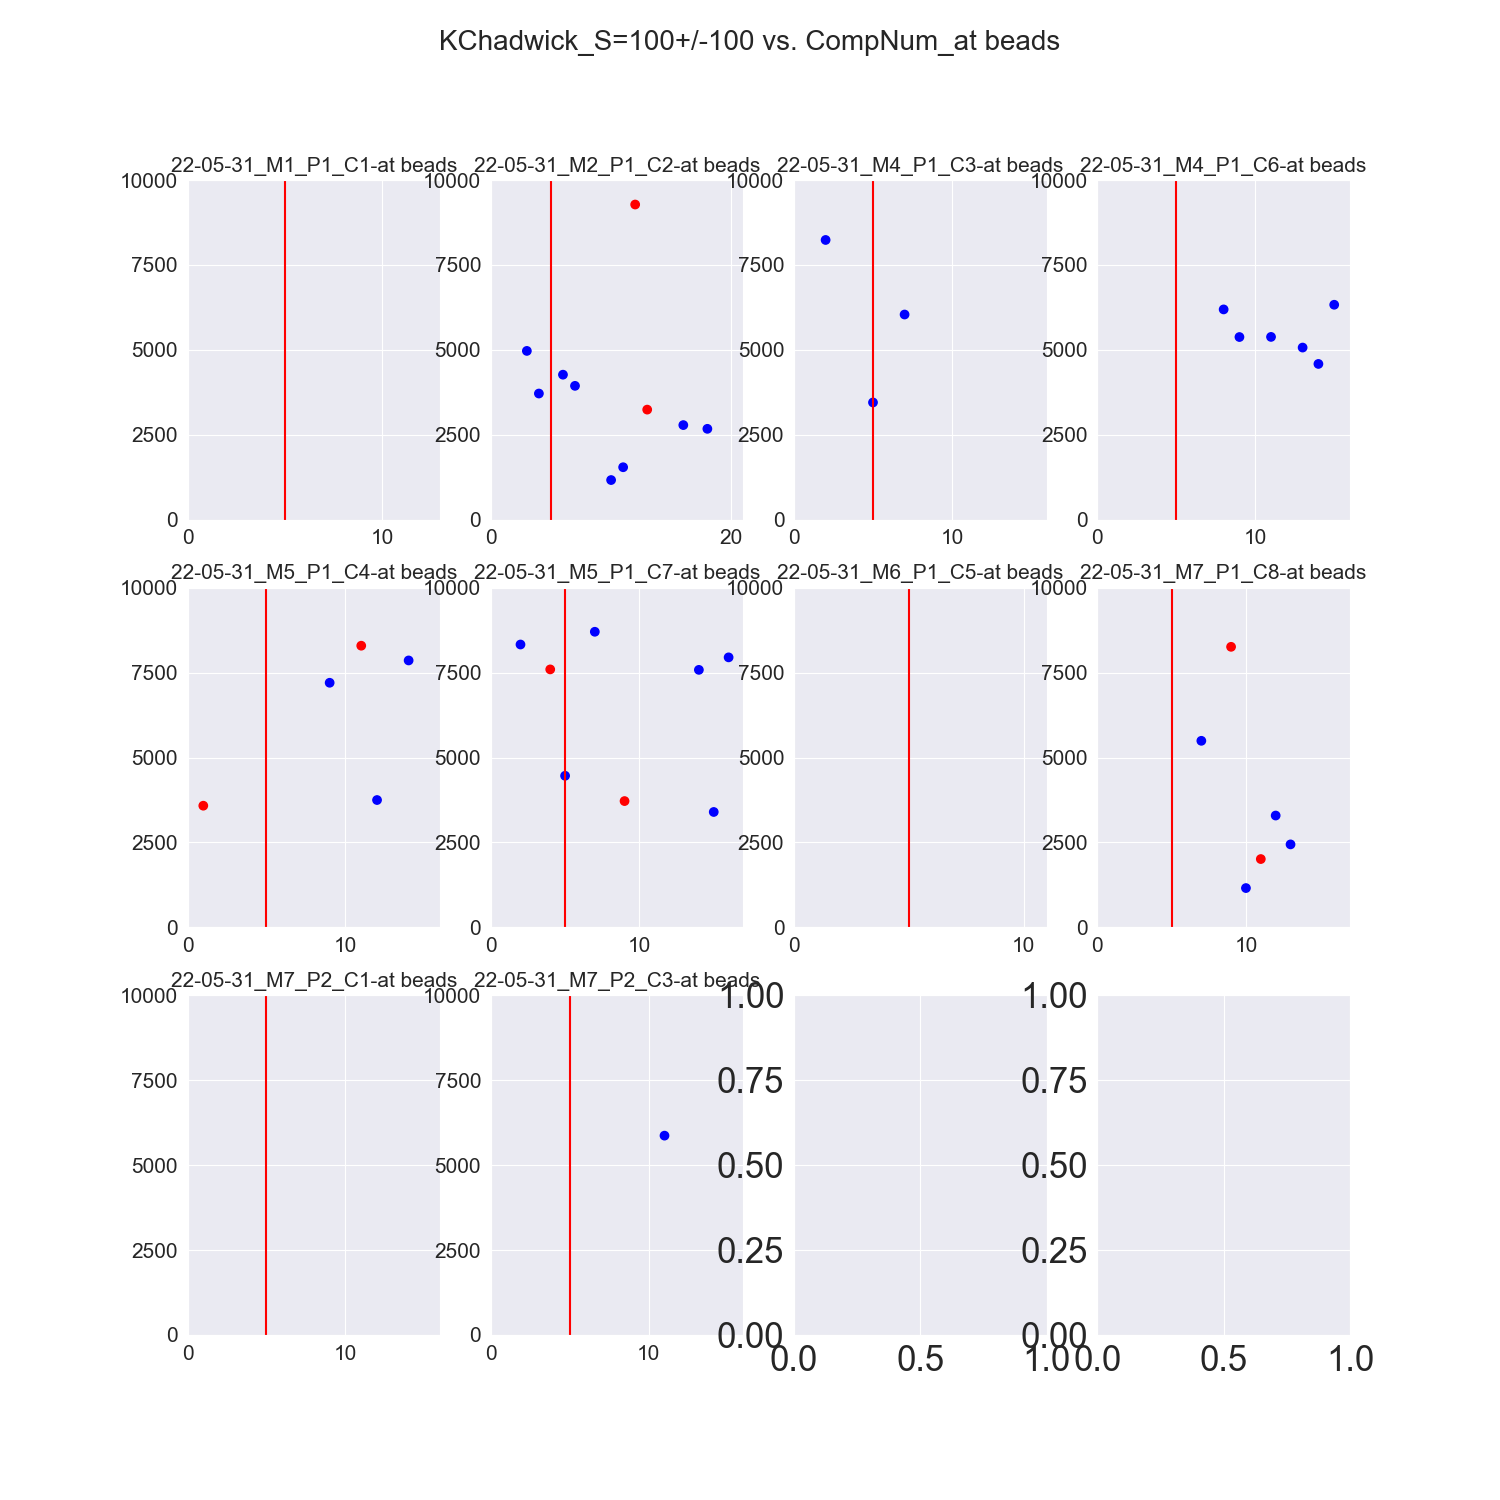 KChadwick_S=100+/-100 vs. CompNum_at beads
22-05-31_M1_P1_C1-at beads 22-05-31_M2_P1_C2-at beads 22-05-31_M4_P1_C3-at beads 22-05-31_M4_P1_C6-at beads
10000 10000 10000 10000
7500 7500 7500 7500
5000 5000 5000 5000
2500 2500 2500 2500
0 0 0 0
0 10 0 20 0 10 0 10
22-05-31_M5_P1_C4-at beads 22-05-31_M5_P1_C7-at beads 22-05-31_M6_P1_C5-at beads 22-05-31_M7_P1_C8-at beads
10000 10000 10000 10000
7500 7500 7500 7500
5000 5000 5000 5000
2500 2500 2500 2500
0 0 0 0
0 10 0 10 0 10 0 10
22-05-31_M7_P2_C1-at beads 22-05-31_M7_P2_C3-at beads
10000 10000 1.00 1.00
7500 7500 0.75 0.75
5000 5000 0.50 0.50
2500 2500 0.25 0.25
0 0 0.00 0.00
0 10 0 10 0.0 0.5 1.0 0.0 0.5 1.0